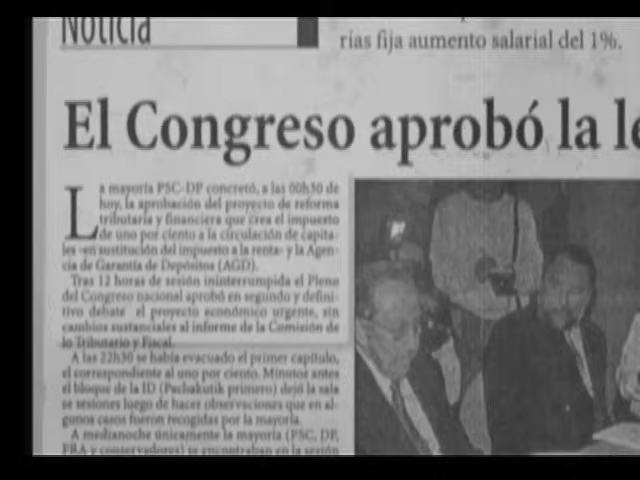 Noticia
rías fija aumento salarial del 1%.
El Congreso aprobó la le
La mayoría PSC-DP concretó, a las 00h30 de
hoy, la aprobación del proyecto de reforma
tributaria y financiera que crea el impuesto
de uno por ciento a la circulación de capita-
les -en sustitución del impuesto a la renta- y la Agen-
cia de Garantía de Depósitos (AGD).
Tras 12 horas de sesión ininterrumpida el Pleno
del Congreso nacional aprobó en segundo y defini-
tivo debate el proyecto económico urgente, sin
cambios sustanciales al informe de la Comisión de
lo Tributario y Fiscal.
A las 22h30 se había evacuado el primer capítulo,
el correspondiente al uno por ciento. Minutos antes
el bloque de la ID (Pachakutik primero) dejó la sala
se sesiones luego de hacer observaciones que en al-
gunos casos fueron recogidas por la mayoría.
A medianoche únicamente la mayoría (PSC, DP,
FRA y conservadores) se encontraban en la sesión